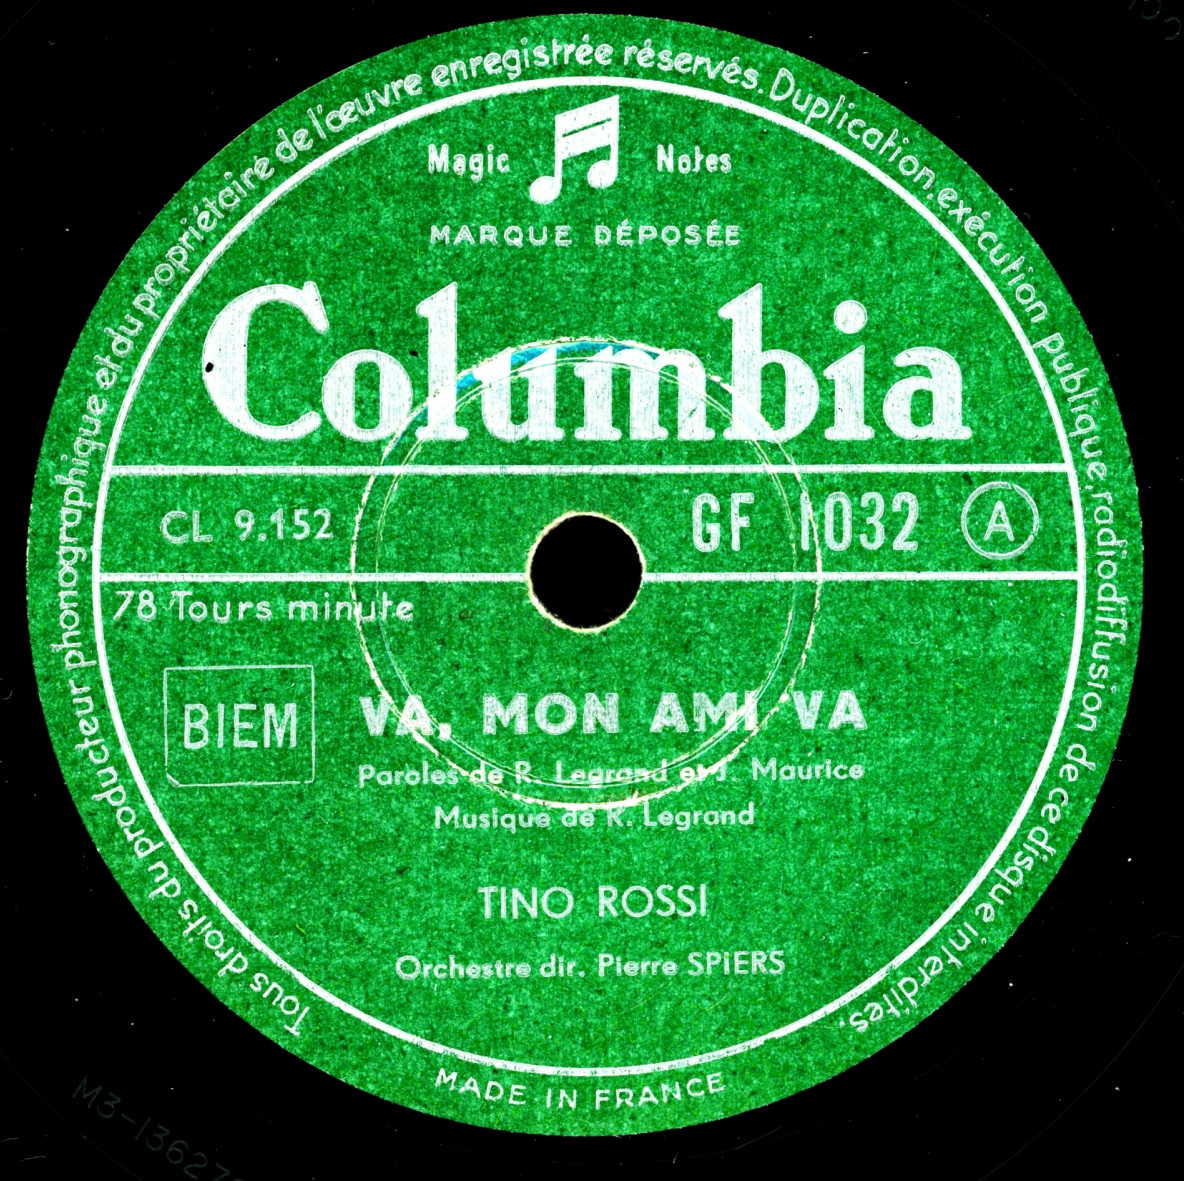 Tous droits du producteur phonographique et du propriétaire de l'œuvre enregistrée réservés. Duplication, exécution publique, radiodiffusion de ce disque interdites.
Magic Notes
MARQUE DÉPOSÉE
Columbia
CL 9.152
GF 1032 A
78 Tours minute
BIEM
VA, MON AMI VA
Paroles de R. Legrand et J. Maurice
Musique de R. Legrand
TINO ROSSI
Orchestre dir. Pierre SPIERS
MADE IN FRANCE